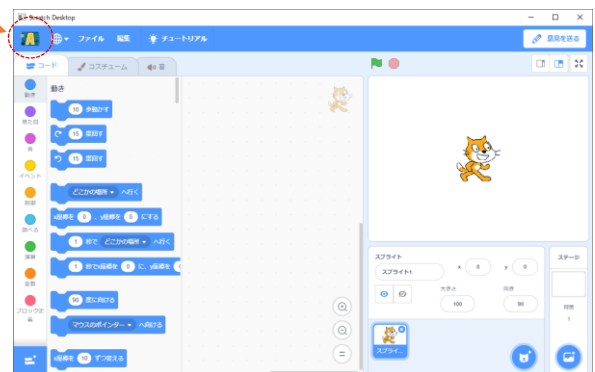 Scratch Desktop
ファイル 編集 チュートリアル 意見を送る
コード コスチューム 音
動き
見た目
音
イベント
制御
調べる
演算
変数
ブロック定義
動き
10 歩動かす
15 度回す
15 度回す
どこかの場所 へ行く
x座標を 0 、y座標を 0 にする
1 秒で どこかの場所 へ行く
1 秒でx座標を 0 に、y座標を
90 度に向ける
マウスのポインター へ向ける
x座標を 10 ずつ変える
スプライト
スプライト1 x 0 y 0
大きさ 向き
100 90
スプライ...
ステージ
背景
1